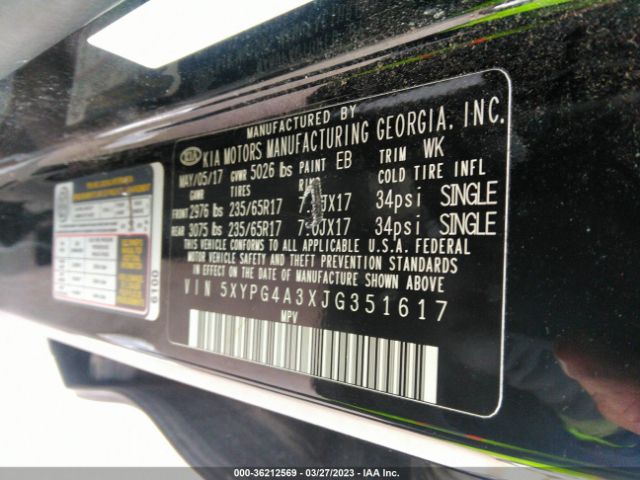 MANUFACTURED BY
KIA KIA MOTORS MANUFACTURING GEORGIA, INC.
MAY/05/17 GVWR 5026 lbs PAINT EB TRIM WK
GAWR TIRES COLD TIRE INFL
FRONT 2976 lbs 235/65R17 34psi SINGLE
REAR 3075 lbs 235/65R17 34psi SINGLE
THIS VEHICLE CONFORMS TO ALL APPLICABLE U.S.A. FEDERAL
MOTOR VEHICLE SAFETY AND THEFT PREVENTION STANDARDS
IN EFFECT ON THE DATE OF MANUFACTURE SHOWN ABOVE.
VIN 5XYPG4A3XJG351617
MPV
6100
000-36212569 - 03/27/2023 - IAA Inc.